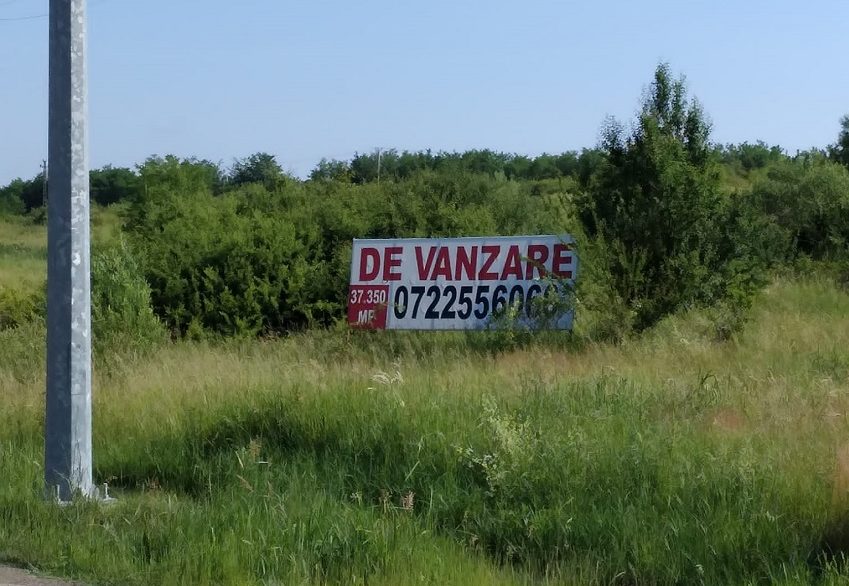 DE VANZARE
37.350
MP